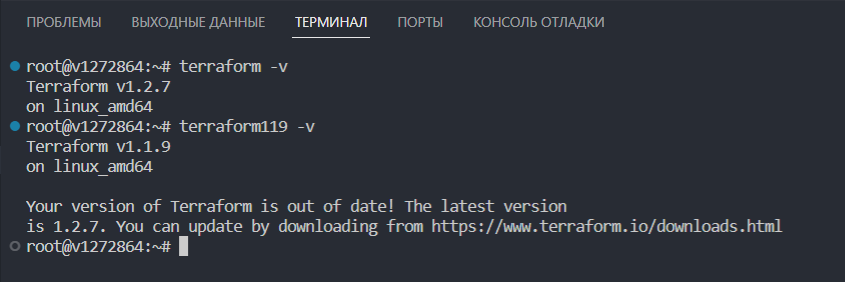 ПРОБЛЕМЫ ВЫХОДНЫЕ ДАННЫЕ ТЕРМИНАЛ ПОРТЫ КОНСОЛЬ ОТЛАДКИ
root@v1272864:~# terraform -v
Terraform v1.2.7
on linux_amd64
root@v1272864:~# terraform119 -v
Terraform v1.1.9
on linux_amd64
Your version of Terraform is out of date! The latest version
is 1.2.7. You can update by downloading from https://www.terraform.io/downloads.html
root@v1272864:~#